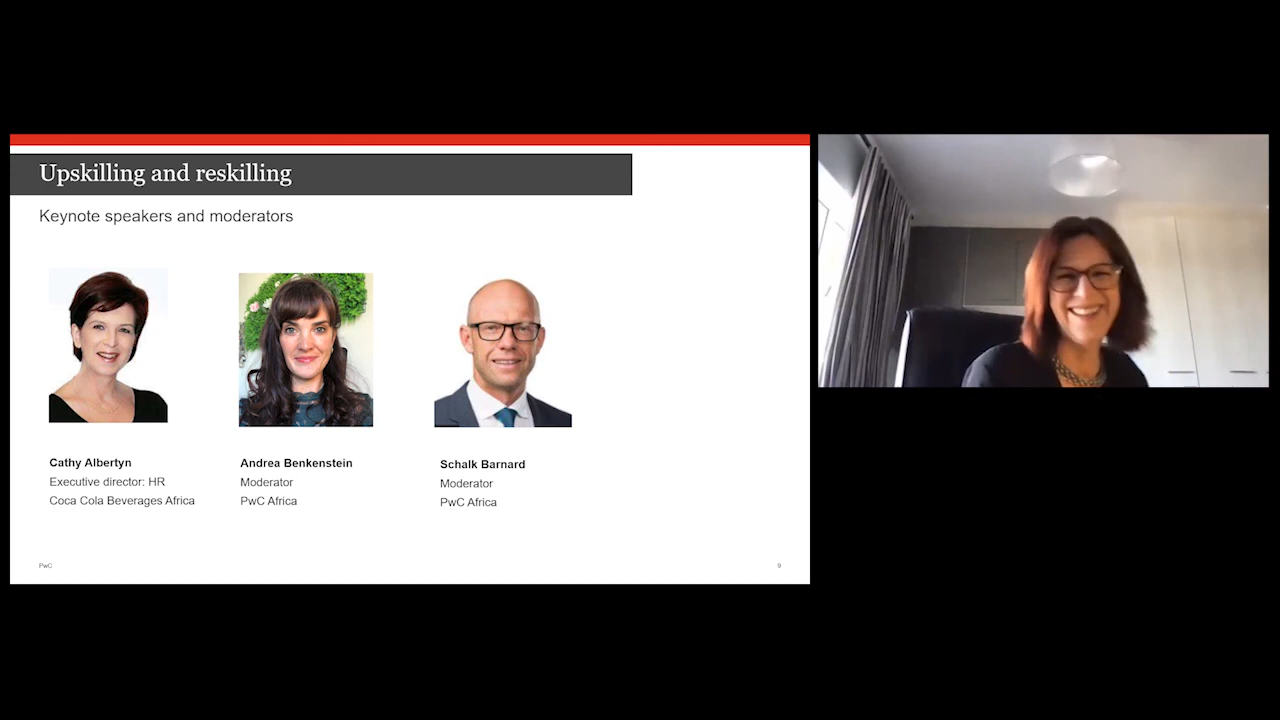 Upskilling and reskilling
Keynote speakers and moderators
Cathy Albertyn
Executive director: HR
Coca Cola Beverages Africa
Andrea Benkenstein
Moderator
PwC Africa
Schalk Barnard
Moderator
PwC Africa
PwC
9